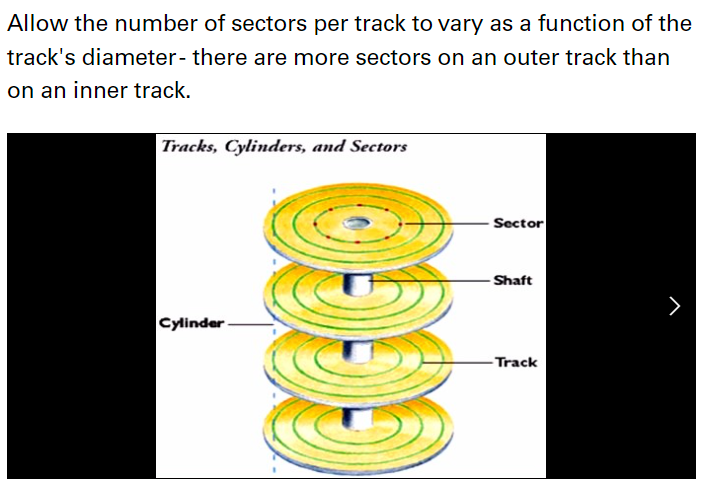 Allow the number of sectors per track to vary as a function of the
track's diameter- there are more sectors on an outer track than
on an inner track.
Tracks, Cylinders, and Sectors
Sector
Shaft
Cylinder
Track